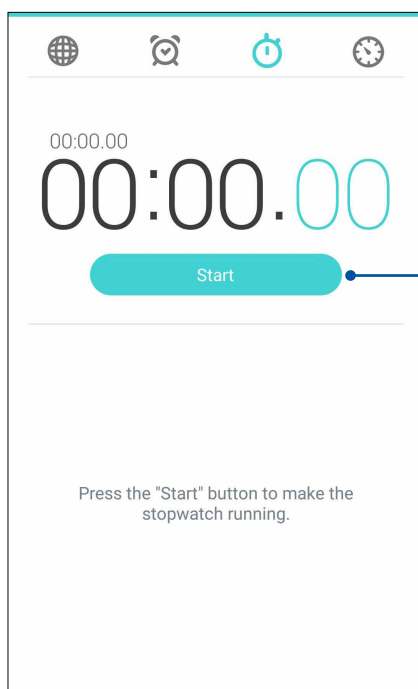 00:00.00
00:00.00
Start
Press the "Start" button to make the
stopwatch running.